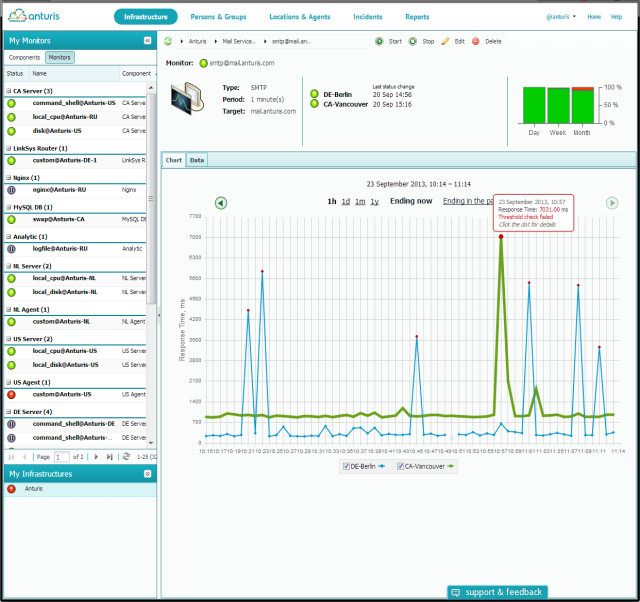 anturis
Infrastructure
Persons & Groups
Locations & Agents
Incidents
Reports
@anturis
Home
Help
My Monitors
Components
Monitors
Status
Name
Component
CA Server (3)
command_shell@Anturis-US
CA Serv
local_cpu@Anturis-RU
CA Serv
disk@Anturis-US
CA Serv
LinkSys Router (1)
custom@Anturis-DE-1
LinkSys R
Nginx (1)
nginx@Anturis-RU
Nginx
MySQL DB (1)
swap@Anturis-CA
MySQL DB
Analytic (1)
logfile@Anturis-RU
Analytic
NL Server (2)
local_cpu@Anturis-NL
NL Server
local_disk@Anturis-NL
NL Server
NL Agent (1)
custom@Anturis-NL
NL Agent
US Server (2)
local_cpu@Anturis-US
US Server
local_disk@Anturis-US
US Server
US Agent (1)
custom@Anturis-US
US Agent
DE Server (4)
command_shell@Anturis-DE
DE Server
command_shell@Anturis-...
DE Server
Page 1 of 2
1-25 (32
My Infrastructures
Anturis
Anturis
Mail Service..
smtp@mail.an..
Start
Stop
Edit
Delete
Monitor: smtp@mail.anturis.com
Type: SMTP
Period: 1 minute(s)
Target: mail.anturis.com
Last status change
DE-Berlin 20 Sep 14:56
CA-Vancouver 20 Sep 15:16
100 %
50 %
0 %
Day Week Month
Chart
Data
23 September 2013, 10:14 – 11:14
1h 1d 1m 1y
Ending now
Ending in the pa
23 September 2013, 10:57
Response Time: 7031.00 ms
Threshold check failed
Click the dot for details
Response Time, ms
7700
7000
6300
5600
4900
4200
3500
2800
2100
1400
700
0
10:15 10:17 10:19 10:21 10:23 10:25 10:27 10:29 10:31 10:33 10:35 10:37 10:39 10:41 10:43 10:45 10:47 10:49 10:51 10:53 10:55 10:57 10:59 11:01 11:03 11:05 11:07 11:09 11:11 11:14
DE-Berlin
CA-Vancouver
support & feedback